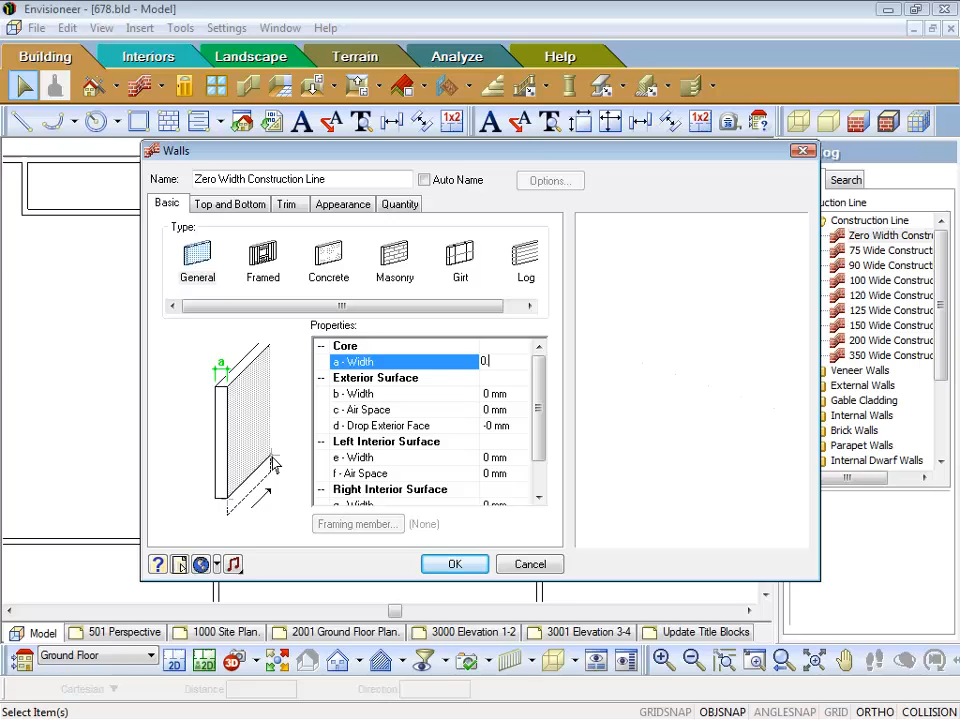 Envisioneer - [678.bld - Model]
File Edit View Insert Tools Settings Window Help
Building Interiors Landscape Terrain Analyze Help
1x2 1x2
Walls
Name: Zero Width Construction Line Auto Name Options...
Search
Basic Top and Bottom Trim Appearance Quantity
Type:
General Framed Concrete Masonry Girt Log
Properties:
Core
a - Width 0.
Exterior Surface
b - Width 0 mm
c - Air Space 0 mm
d - Drop Exterior Face -0 mm
Left Interior Surface
e - Width 0 mm
f - Air Space 0 mm
Right Interior Surface
a
Framing member... (None)
OK Cancel
Construction Line
Zero Width Constr
75 Wide Construct
90 Wide Construct
100 Wide Construc
120 Wide Construc
125 Wide Construc
150 Wide Construc
200 Wide Construc
350 Wide Construc
Veneer Walls
External Walls
Gable Cladding
Internal Walls
Brick Walls
Parapet Walls
Internal Dwarf Walls
Model 501 Perspective 1000 Site Plan. 2001 Ground Floor Plan. 3000 Elevation 1-2 3001 Elevation 3-4 Update Title Blocks
Ground Floor 2D 2D 3D
Cartesian Distance Direction
Select Item(s) GRIDSNAP OBJSNAP ANGLESNAP GRID ORTHO COLLISION